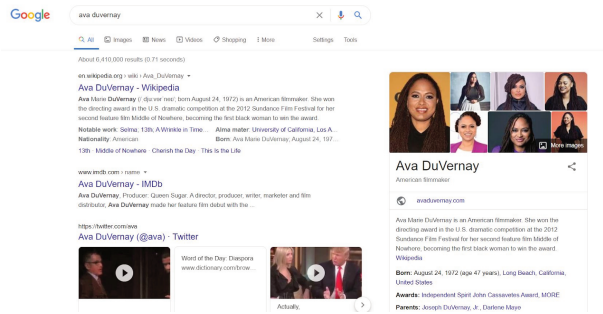 Google
ava duvernay
All Images News Videos Shopping More Settings Tools
About 6,410,000 results (0.71 seconds)
en.wikipedia.org › wiki › Ava_DuVernay
Ava DuVernay - Wikipedia
Ava Marie DuVernay (/ˌdjuːvərˈneɪ/; born August 24, 1972) is an American filmmaker. She won
the directing award in the U.S. dramatic competition at the 2012 Sundance Film Festival for her
second feature film Middle of Nowhere, becoming the first black woman to win the award.
Notable work: Selma; 13th; A Wrinkle in Time ... Alma mater: University of California, Los A...
Nationality: American Born: Ava Marie DuVernay; August 24, 197...
13th · Middle of Nowhere · Cherish the Day · This Is the Life
www.imdb.com › name
Ava DuVernay - IMDb
Ava DuVernay, Producer: Queen Sugar. A director, producer, writer, marketer and film
distributor, Ava DuVernay made her feature film debut with the ...
https://twitter.com/ava
Ava DuVernay (@ava) · Twitter
Word of the Day: Diaspora
www.dictionary.com/brow...
Actually,
More images
Ava DuVernay
American filmmaker
avaduvernay.com
Ava Marie DuVernay is an American filmmaker. She won the
directing award in the U.S. dramatic competition at the 2012
Sundance Film Festival for her second feature film Middle of
Nowhere, becoming the first black woman to win the award.
Wikipedia
Born: August 24, 1972 (age 47 years), Long Beach, California,
United States
Awards: Independent Spirit John Cassavetes Award, MORE
Parents: Joseph DuVernay, Jr., Darlene Maye